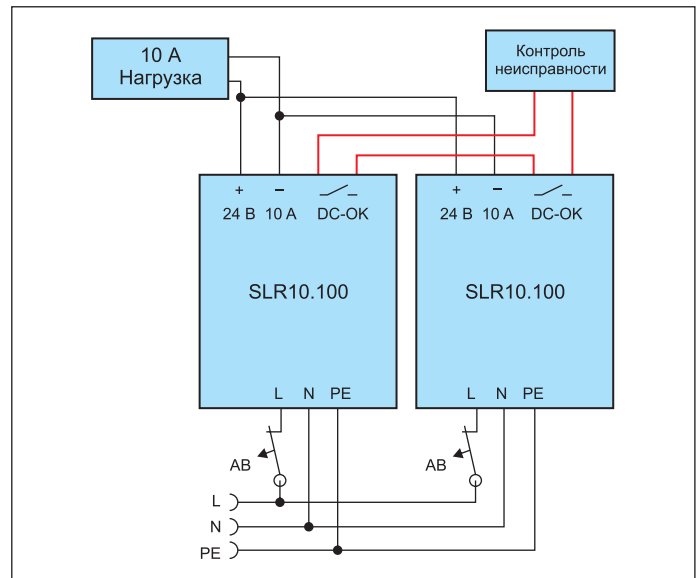 10 А
Нагрузка
Контроль
неисправности
+ − + −
24 В 10 А DC-OK 24 В 10 А DC-OK
SLR10.100 SLR10.100
L N PE L N PE
АВ АВ
L
N
PE